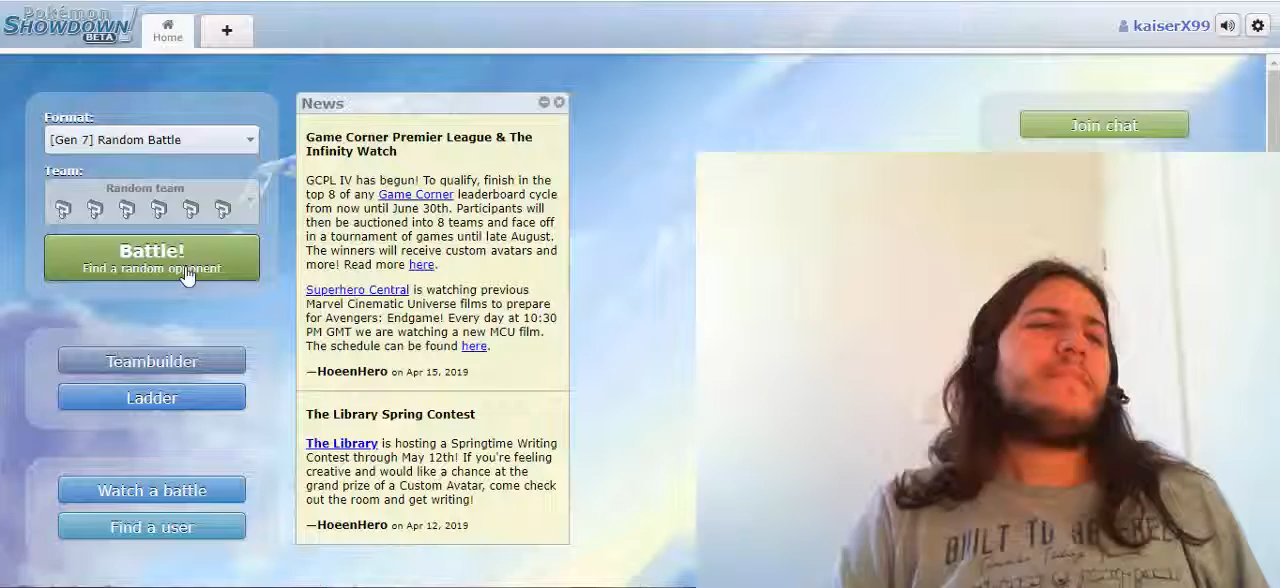 Pokémon
SHOWDOWN!
BETA
Home
+
kaiserX99
Format:
[Gen 7] Random Battle
Team:
Random team
Battle!
Find a random opponent
Teambuilder
Ladder
Watch a battle
Find a user
News
Game Corner Premier League & The
Infinity Watch
GCPL IV has begun! To qualify, finish in the
top 8 of any Game Corner leaderboard cycle
from now until June 30th. Participants will
then be auctioned into 8 teams and face off
in a tournament of games until late August.
The winners will receive custom avatars and
more! Read more here.
Superhero Central is watching previous
Marvel Cinematic Universe films to prepare
for Avengers: Endgame! Every day at 10:30
PM GMT we are watching a new MCU film.
The schedule can be found here.
—HoeenHero on Apr 15, 2019
The Library Spring Contest
The Library is hosting a Springtime Writing
Contest through May 12th! If you're feeling
creative and would like a chance at the
grand prize of a Custom Avatar, come check
out the room and get writing!
—HoeenHero on Apr 12, 2019
Join chat
BUILT TO